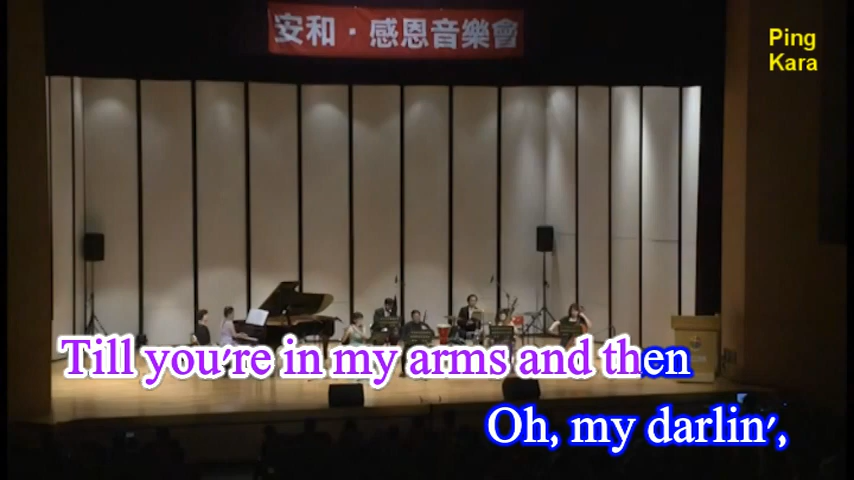 安和·感恩音樂會
Ping
Kara
Till you're in my arms and then
Oh, my darlin',